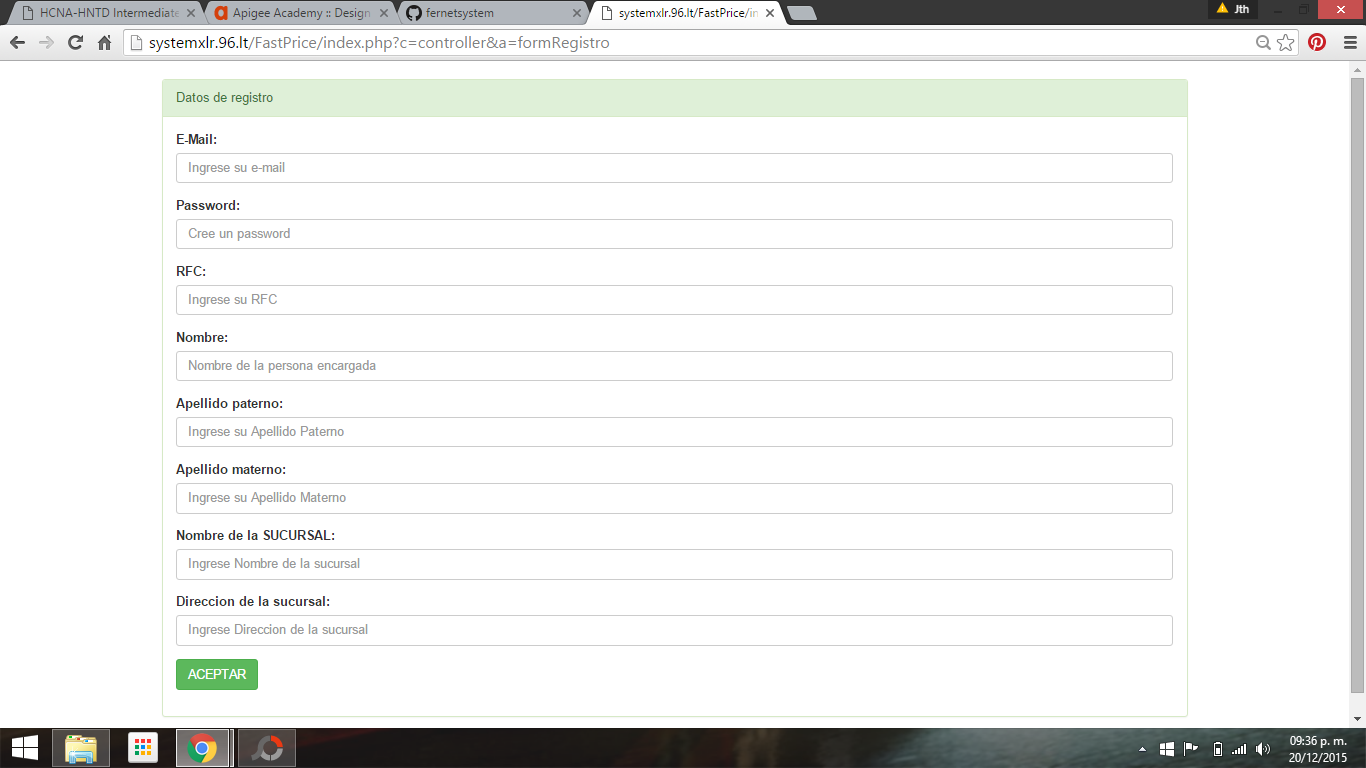 HCNA-HNTD Intermediate
Apigee Academy :: Design
fernetsystem
systemxlr.96.lt/FastPrice/in
Jth
systemxlr.96.lt/FastPrice/index.php?c=controller&a=formRegistro
Datos de registro
E-Mail:
Ingrese su e-mail
Password:
Cree un password
RFC:
Ingrese su RFC
Nombre:
Nombre de la persona encargada
Apellido paterno:
Ingrese su Apellido Paterno
Apellido materno:
Ingrese su Apellido Materno
Nombre de la SUCURSAL:
Ingrese Nombre de la sucursal
Direccion de la sucursal:
Ingrese Direccion de la sucursal
ACEPTAR
09:36 p. m.
20/12/2015